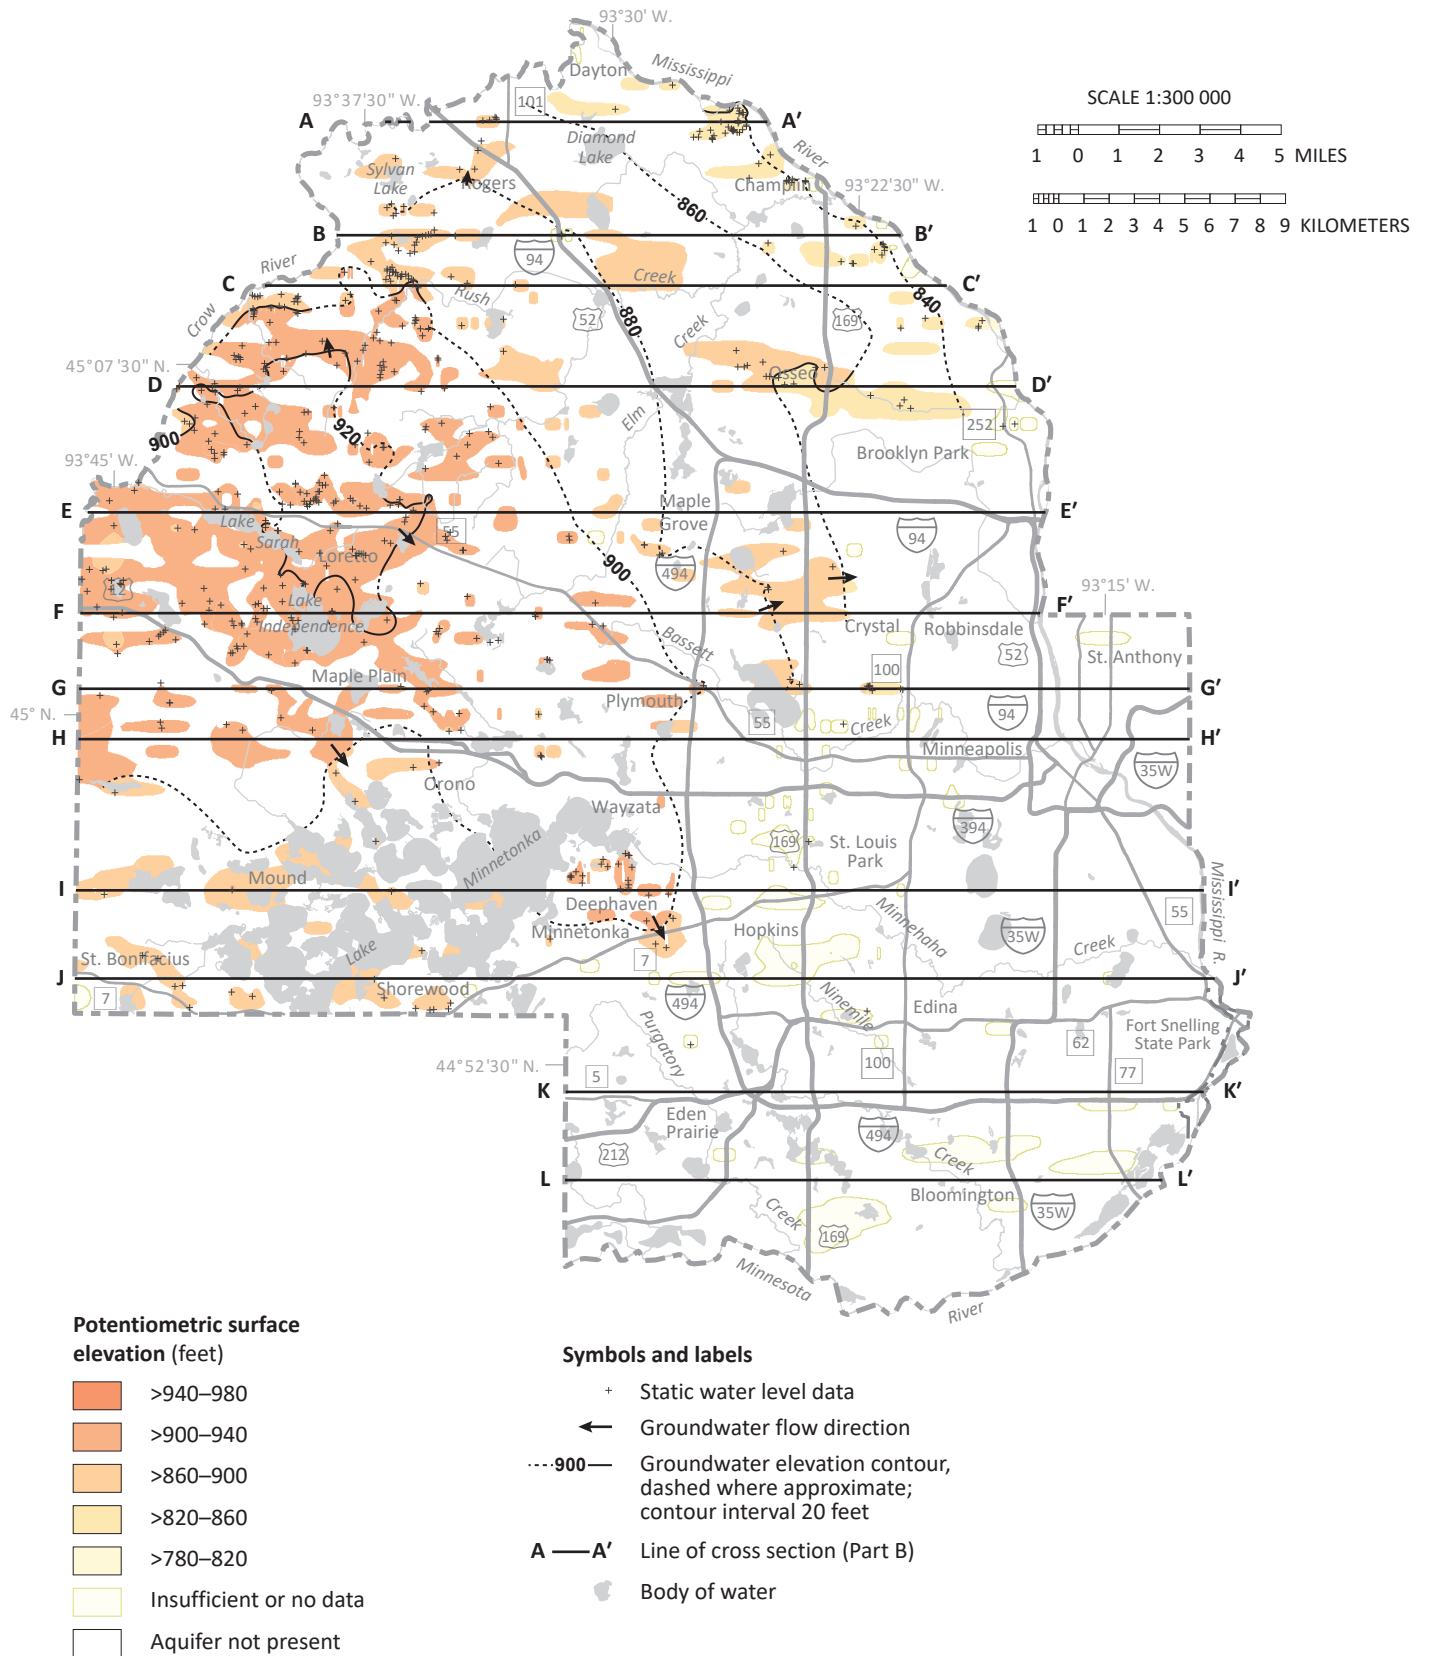 93°30' W.
Dayton
Mississippi
SCALE 1:300 000
93°37'30" W.
101
A
A′
Diamond
Lake
1 0 1 2 3 4 5 MILES
River
Sylvan
Lake
Rogers
Champlin
93°22'30" W.
1 0 1 2 3 4 5 6 7 8 9 KILOMETERS
860
B
B′
94
River
Creek
C
C′
Rush
840
Crow
52
880
Creek
169
45°07'30" N.
Osseo
D
D′
Elm
900
920
252
Brooklyn Park
93°45' W.
Maple
Grove
E
E′
Lake
Sarah
55
94
Loretto
900
494
12
93°15' W.
Lake
Independence
F
F′
Crystal
Robbinsdale
Bassett
52
St. Anthony
Maple Plain
100
G
G′
Plymouth
45° N.
55
Creek
94
H
H′
Minneapolis
35W
Orono
Wayzata
394
Minnetonka
169
St. Louis
Park
Mound
I
I′
Mississippi R.
Deephaven
Minnehaha
55
Minnetonka
Hopkins
35W
Creek
Lake
St. Bonifacius
7
J
J′
Shorewood
7
494
Ninemile
Edina
Purgatory
Fort Snelling
State Park
62
44°52'30" N.
100
77
5
K
K′
Eden
Prairie
494
212
Creek
L
L′
Bloomington
Creek
35W
169
Minnesota
River
Potentiometric surface
elevation (feet)
>940–980
>900–940
>860–900
>820–860
>780–820
Insufficient or no data
Aquifer not present
Symbols and labels
Static water level data
Groundwater flow direction
900
Groundwater elevation contour,
dashed where approximate;
contour interval 20 feet
A
A′
Line of cross section (Part B)
Body of water